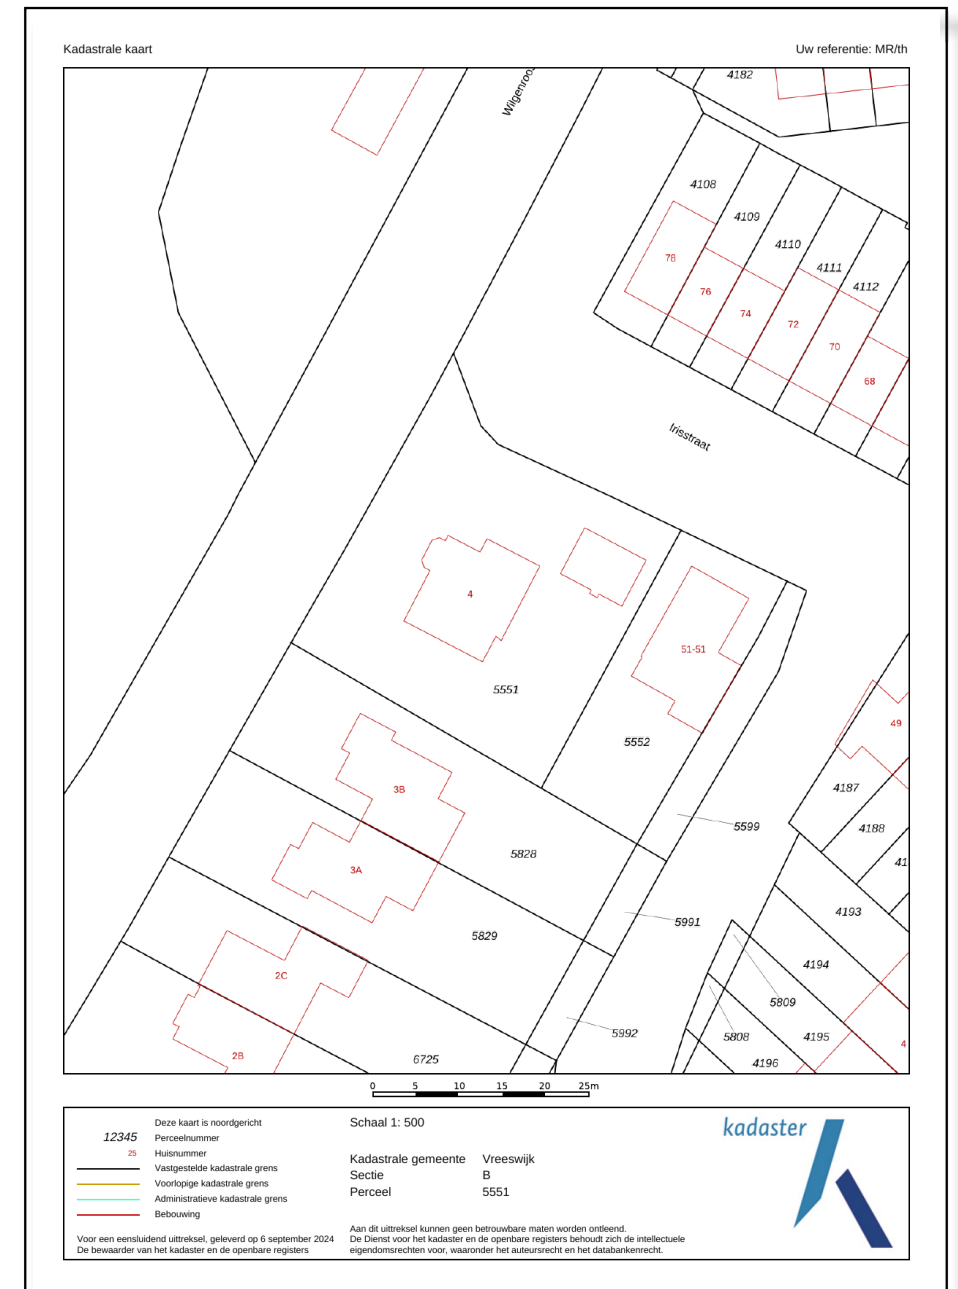 Kadastrale kaart
Uw referentie: MR/th
4182
4108
4109
4110
4111
4112
78
76
74
72
70
68
Irisstraat
4
51-51
5551
5552
49
4187
3B
5599
4188
5828
3A
4193
5991
5829
4194
2C
5809
5992
5808
4195
4
2B
6725
4196
0 5 10 15 20 25m
Deze kaart is noordgericht
12345 Perceelnummer
25 Huisnummer
Vastgestelde kadastrale grens
Voorlopige kadastrale grens
Administratieve kadastrale grens
Bebouwing
Voor een eensluidend uittreksel, geleverd op 6 september 2024
De bewaarder van het kadaster en de openbare registers
Schaal 1: 500
Kadastrale gemeente Vreeswijk
Sectie B
Perceel 5551
Aan dit uittreksel kunnen geen betrouwbare maten worden ontleend.
De Dienst voor het kadaster en de openbare registers behoudt zich de intellectuele
eigendomsrechten voor, waaronder het auteursrecht en het databankenrecht.
kadaster